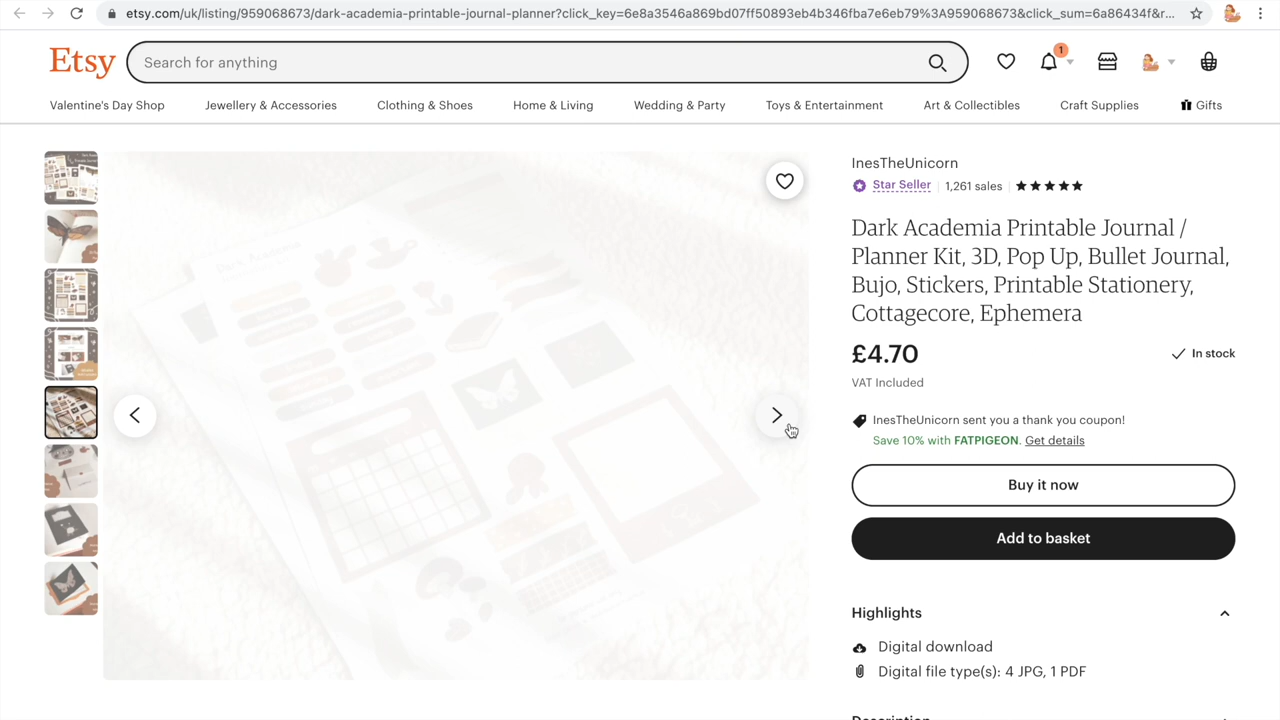 etsy.com/uk/listing/959068673/dark-academia-printable-journal-planner?click_key=6e8a3546a869bd07ff50893eb4b346fba7e6eb79%3A959068673&click_sum=6a86434f&r...
Etsy
Search for anything
1
Valentine's Day Shop
Jewellery & Accessories
Clothing & Shoes
Home & Living
Wedding & Party
Toys & Entertainment
Art & Collectibles
Craft Supplies
Gifts
InesTheUnicorn
Star Seller
1,261 sales
Dark Academia Printable Journal /
Planner Kit, 3D, Pop Up, Bullet Journal,
Bujo, Stickers, Printable Stationery,
Cottagecore, Ephemera
£4.70
In stock
VAT Included
InesTheUnicorn sent you a thank you coupon!
Save 10% with FATPIGEON. Get details
Buy it now
Add to basket
Highlights
Digital download
Digital file type(s): 4 JPG, 1 PDF
Description
Dark Academia